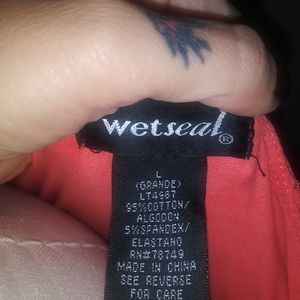 wetseal®
L
(GRANDE)
LT4987
95%COTTON/
ALGODON
5%SPANDEX/
ELASTANO
RN#78749
MADE IN CHINA
SEE REVERSE
FOR CARE